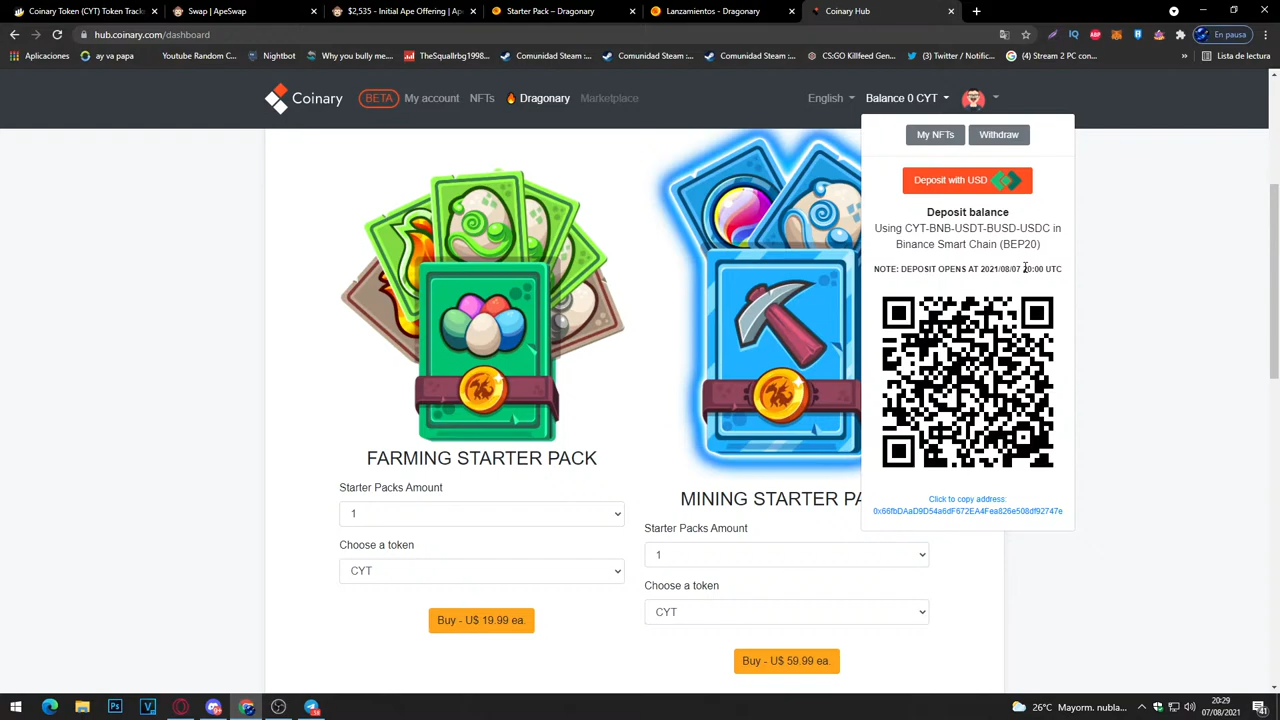 Coinary Token (CYT) Token Track
Swap | ApeSwap
$2,535 - Initial Ape Offering | Ap
Starter Pack – Dragonary
Lanzamientos – Dragonary
Coinary Hub
hub.coinary.com/dashboard
En pausa
Aplicaciones
ay va papa
Youtube Random C...
Nightbot
Why you bully me...
TheSquallrbg1998...
Comunidad Steam :...
Comunidad Steam :...
Comunidad Steam :...
CS:GO Killfeed Gen...
(3) Twitter / Notific...
(4) Stream 2 PC con...
»
Lista de lectura
Coinary
BETA
My account
NFTs
Dragonary
Marketplace
English
Balance 0 CYT
My NFTs
Withdraw
Deposit with USD
Deposit balance
Using CYT-BNB-USDT-BUSD-USDC in
Binance Smart Chain (BEP20)
NOTE: DEPOSIT OPENS AT 2021/08/07 20:00 UTC
Click to copy address:
0x66fbDAaD9D54a6dF672EA4Fea826e508df92747e
FARMING STARTER PACK
Starter Packs Amount
1
Choose a token
CYT
Buy - U$ 19.99 ea.
MINING STARTER PA
Starter Packs Amount
1
Choose a token
CYT
Buy - U$ 59.99 ea.
26°C Mayorm. nubla...
20:29
07/08/2021